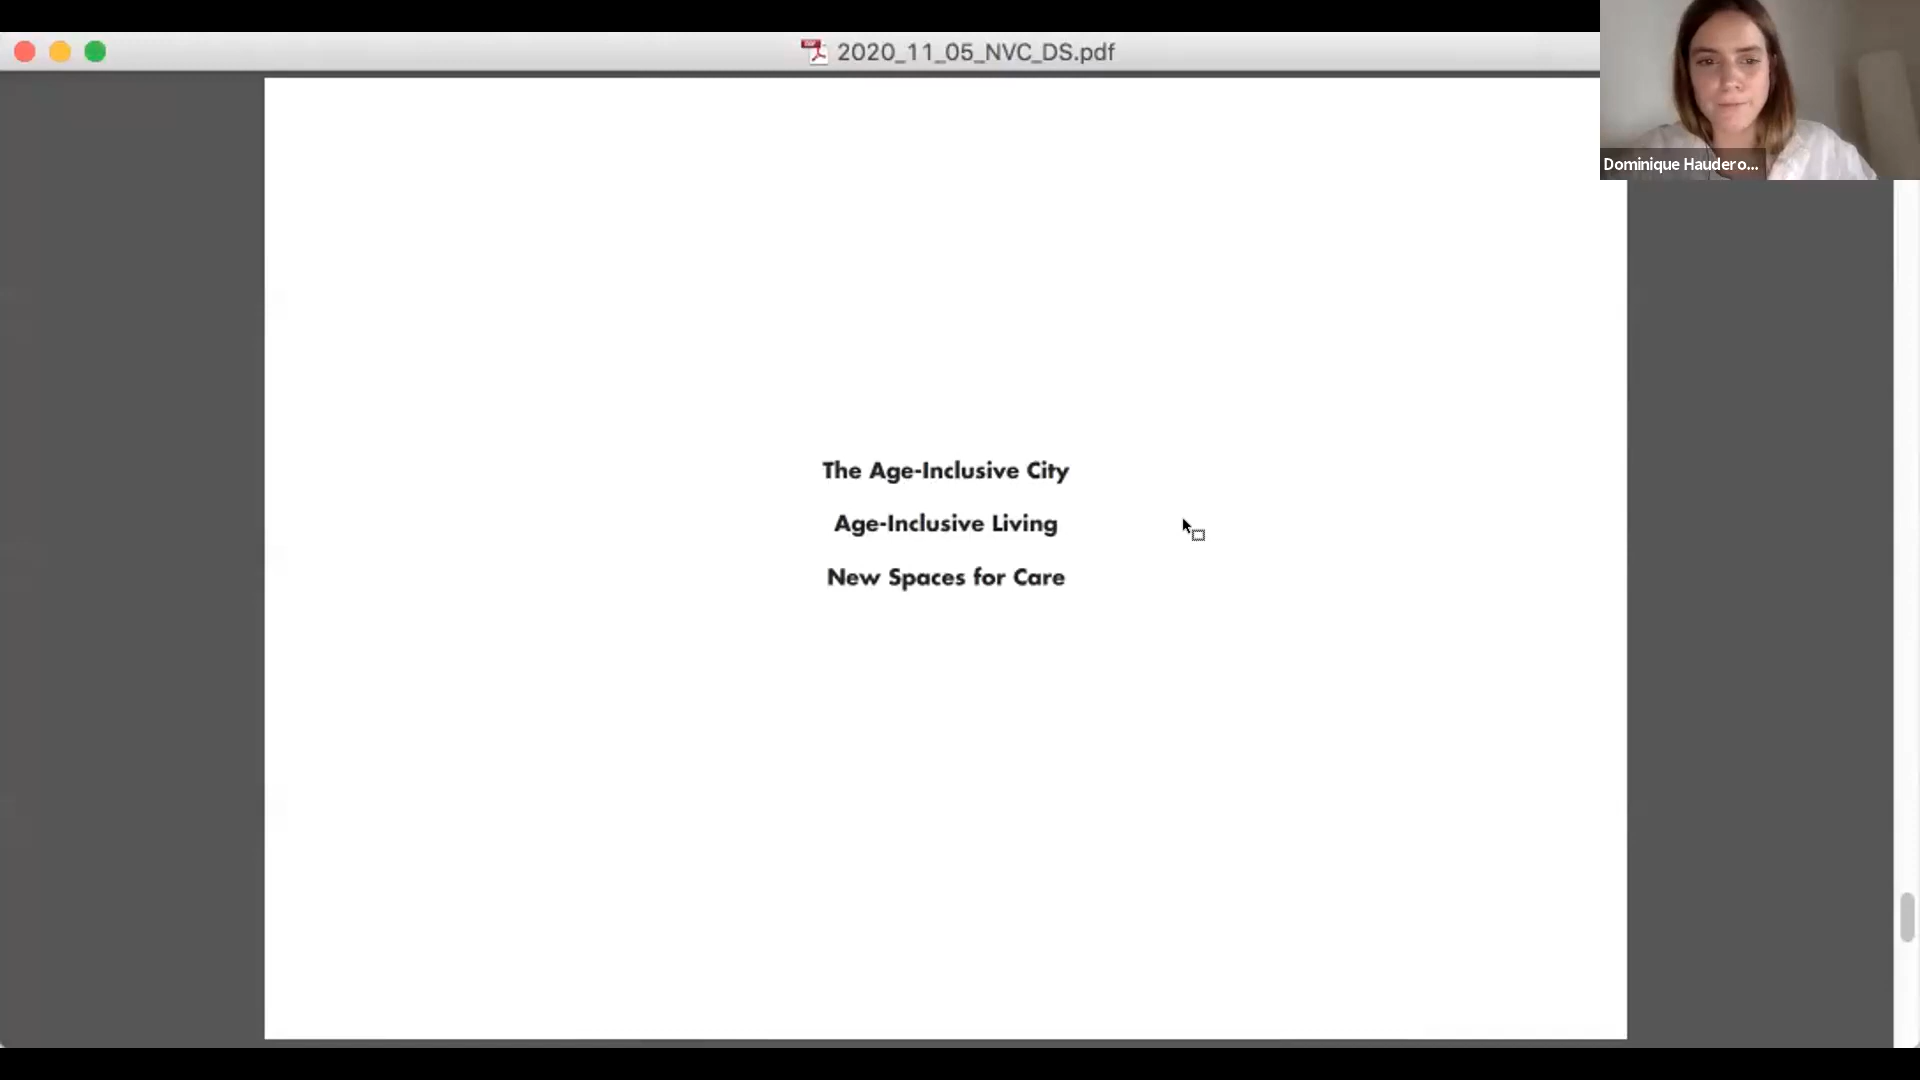 2020_11_05_NVC_DS.pdf
Dominique Haudero...
The Age-Inclusive City
Age-Inclusive Living
New Spaces for Care